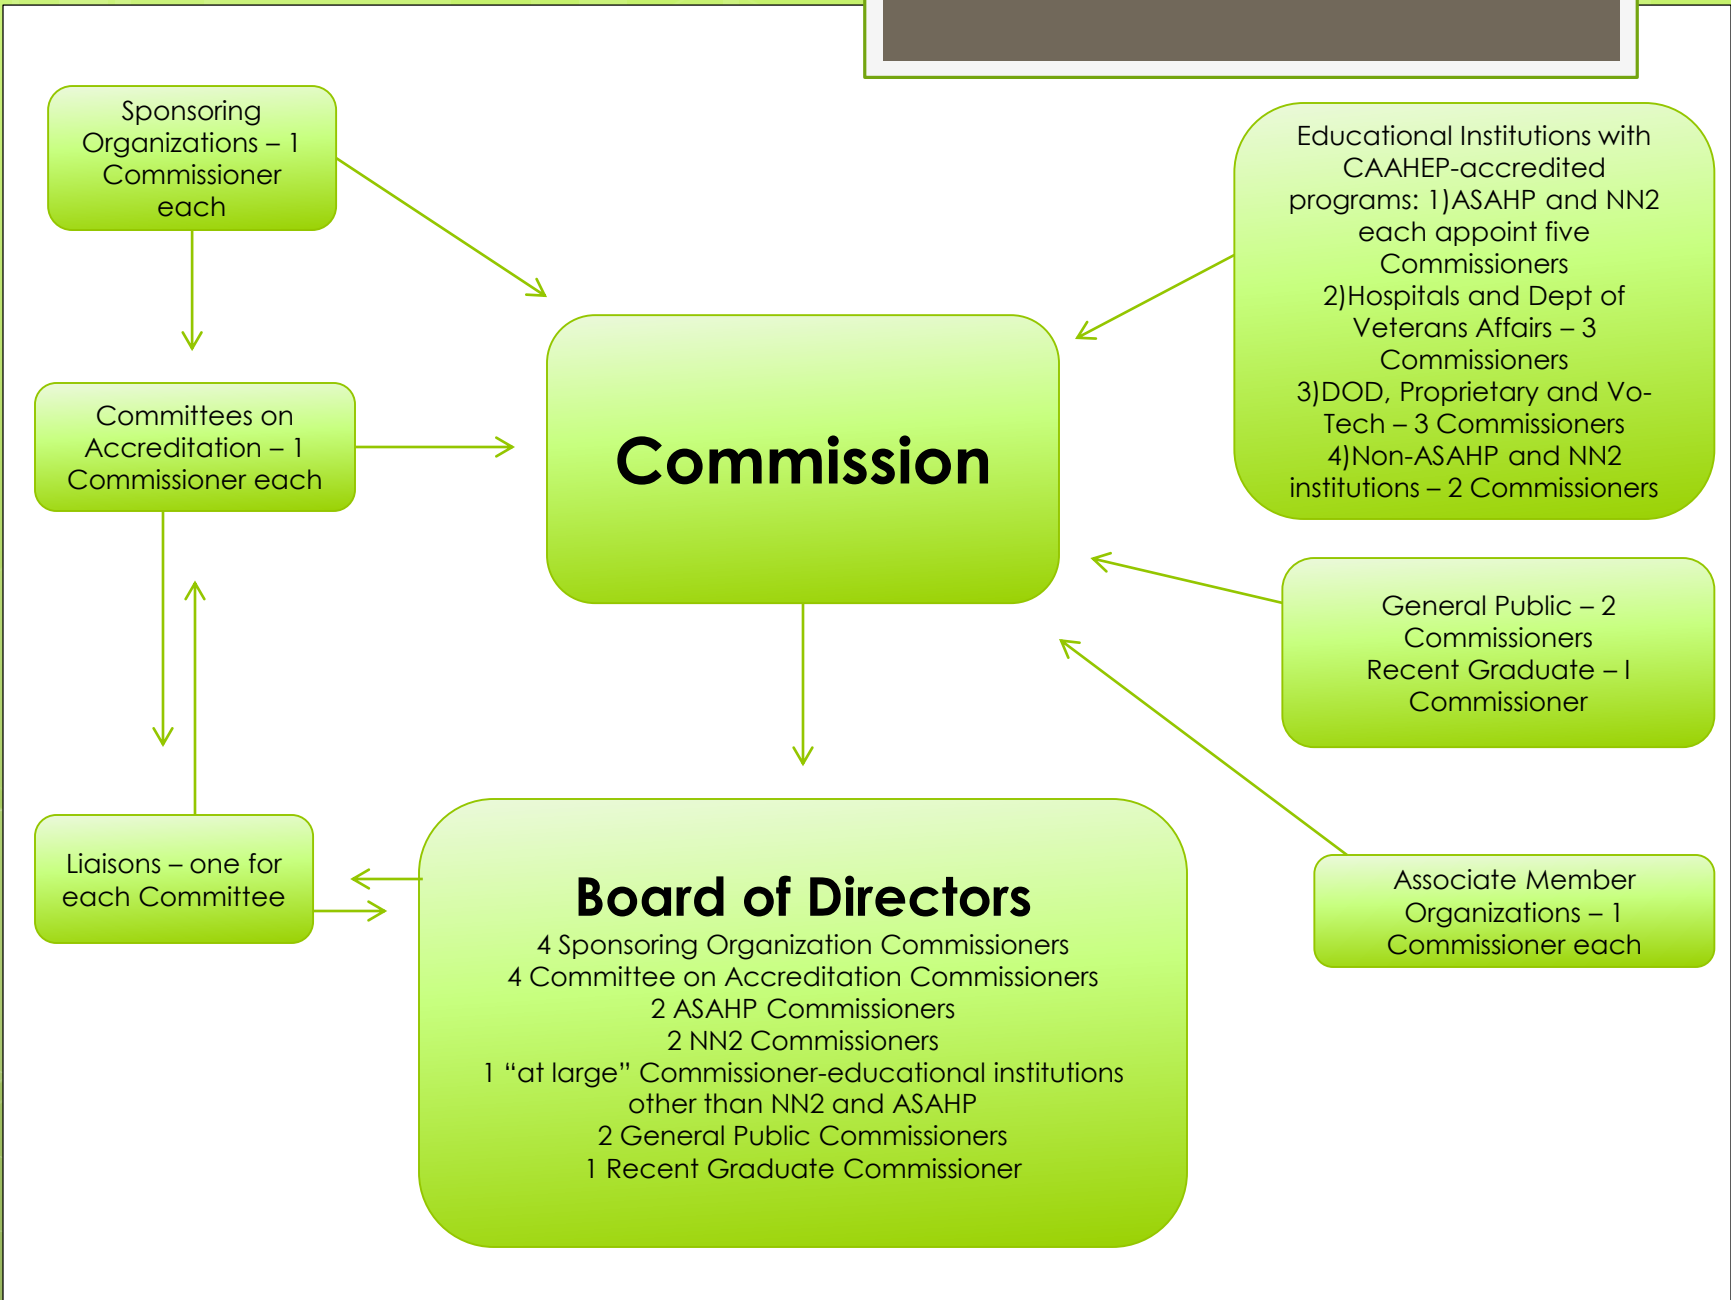 Sponsoring
Organizations – 1
Commissioner
each
Educational Institutions with
CAAHEP-accredited
programs: 1)ASAHP and NN2
each appoint five
Commissioners
2)Hospitals and Dept of
Veterans Affairs – 3
Commissioners
3)DOD, Proprietary and Vo-
Tech – 3 Commissioners
4)Non-ASAHP and NN2
institutions – 2 Commissioners
Committees on
Accreditation – 1
Commissioner each
Commission
General Public – 2
Commissioners
Recent Graduate – I
Commissioner
Liaisons – one for
each Committee
Board of Directors
4 Sponsoring Organization Commissioners
4 Committee on Accreditation Commissioners
2 ASAHP Commissioners
2 NN2 Commissioners
1 “at large” Commissioner-educational institutions
other than NN2 and ASAHP
2 General Public Commissioners
1 Recent Graduate Commissioner
Associate Member
Organizations – 1
Commissioner each